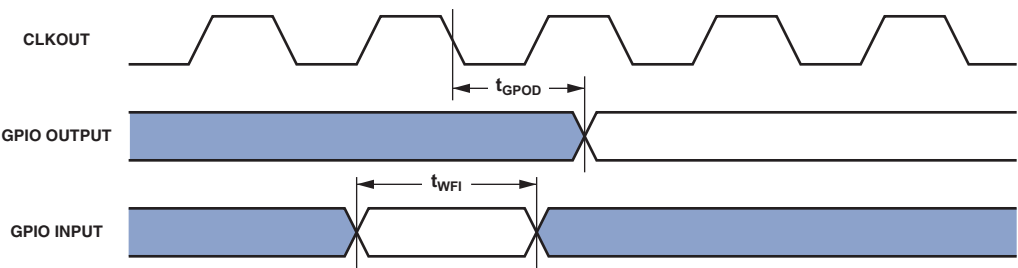 CLKOUT
tGPOD
GPIO OUTPUT
tWFI
GPIO INPUT